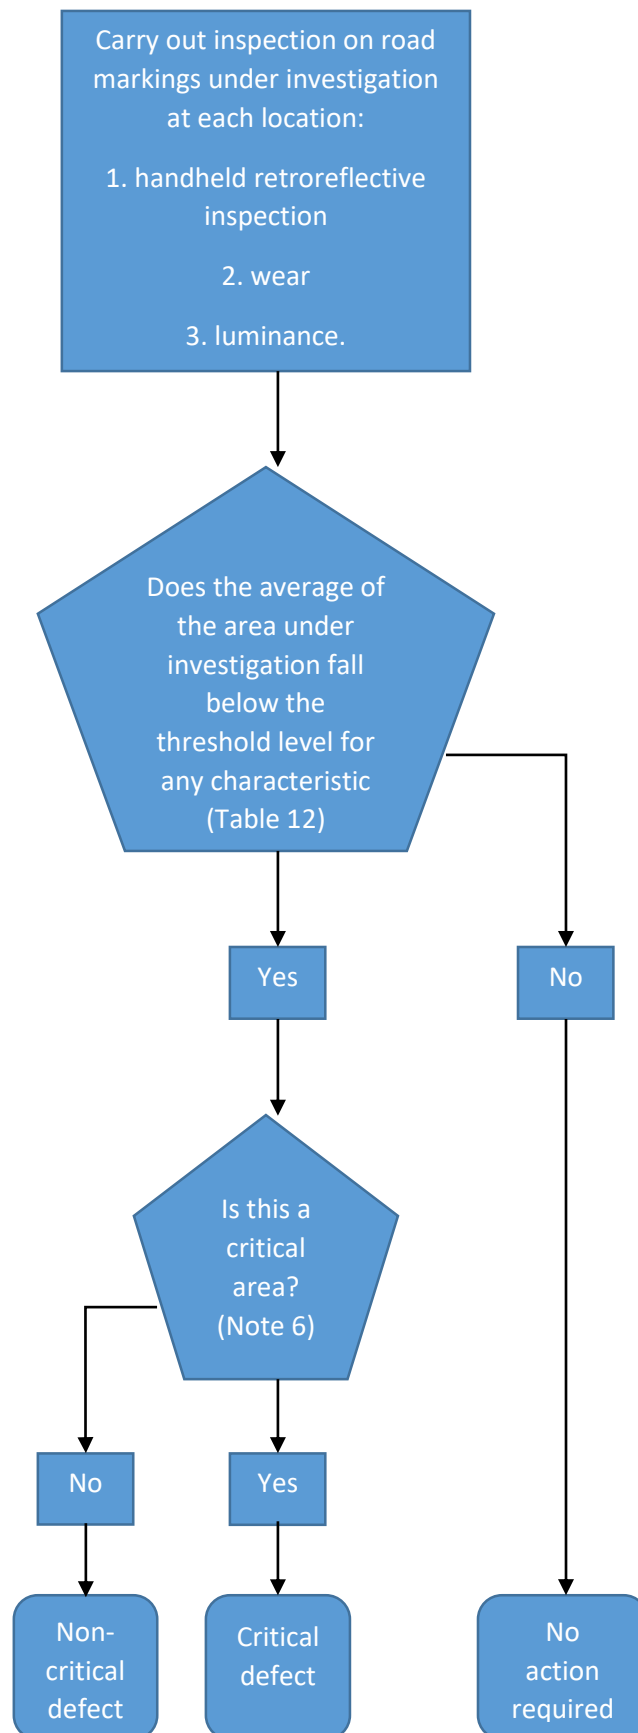 Carry out inspection on road
markings under investigation
at each location:
1. handheld retroreflective
inspection
2. wear
3. luminance.
Does the average of
the area under
investigation fall
below the
threshold level for
any characteristic
(Table 12)
Yes
No
Is this a
critical
area?
(Note 6)
No
Yes
Non-
critical
defect
Critical
defect
No
action
required